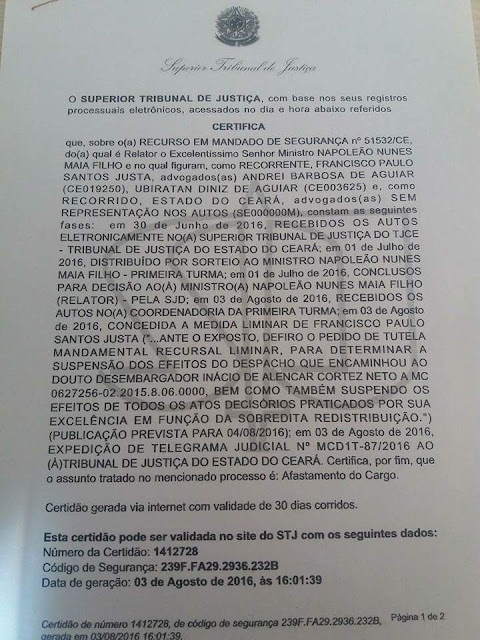 Superior Tribunal de Justiça
O SUPERIOR TRIBUNAL DE JUSTIÇA, com base nos seus registros
processuais eletrônicos, acessados no dia e hora abaixo referidos
CERTIFICA
que, sobre o(a) RECURSO EM MANDADO DE SEGURANÇA nº 51532/CE,
do(a) qual é Relator o Excelentíssimo Senhor Ministro NAPOLEÃO NUNES
MAIA FILHO e no qual figuram, como RECORRENTE, FRANCISCO PAULO
SANTOS JUSTA, advogados(as) ANDREI BARBOSA DE AGUIAR
(CE019250), UBIRATAN DINIZ DE AGUIAR (CE003625) e, como
RECORRIDO, ESTADO DO CEARÁ, advogados(as) SEM
REPRESENTAÇÃO NOS AUTOS (SE000000M), constam as seguintes
fases: em 30 de Junho de 2016, RECEBIDOS OS AUTOS
ELETRONICAMENTE NO(A) SUPERIOR TRIBUNAL DE JUSTIÇA DO TJCE
- TRIBUNAL DE JUSTIÇA DO ESTADO DO CEARÁ; em 01 de Julho de
2016, DISTRIBUÍDO POR SORTEIO AO MINISTRO NAPOLEÃO NUNES
MAIA FILHO - PRIMEIRA TURMA; em 01 de Julho de 2016, CONCLUSOS
PARA DECISÃO AO(À) MINISTRO(A) NAPOLEÃO NUNES MAIA FILHO
(RELATOR) - PELA SJD; em 03 de Agosto de 2016, RECEBIDOS OS
AUTOS NO(A) COORDENADORIA DA PRIMEIRA TURMA; em 03 de Agosto
de 2016, CONCEDIDA A MEDIDA LIMINAR DE FRANCISCO PAULO
SANTOS JUSTA ("...ANTE O EXPOSTO, DEFIRO O PEDIDO DE TUTELA
MANDAMENTAL RECURSAL LIMINAR, PARA DETERMINAR A
SUSPENSÃO DOS EFEITOS DO DESPACHO QUE ENCAMINHOU AO
DOUTO DESEMBARGADOR INÁCIO DE ALENCAR CORTEZ NETO A MC
0627256-02.2015.8.06.0000, BEM COMO TAMBÉM SUSPENDO OS
EFEITOS DE TODOS OS ATOS DECISÓRIOS PRATICADOS POR SUA
EXCELÊNCIA EM FUNÇÃO DA SOBREDITA REDISTRIBUIÇÃO.")
(PUBLICAÇÃO PREVISTA PARA 04/08/2016); em 03 de Agosto de 2016,
EXPEDIÇÃO DE TELEGRAMA JUDICIAL Nº MCD1T-87/2016 AO
(À)TRIBUNAL DE JUSTIÇA DO ESTADO DO CEARÁ. Certifica, por fim, que
o assunto tratado no mencionado processo é: Afastamento do Cargo.
Certidão gerada via internet com validade de 30 dias corridos.
Esta certidão pode ser validada no site do STJ com os seguintes dados:
Número da Certidão: 1412728
Código de Segurança: 239F.FA29.2936.232B
Data de geração: 03 de Agosto de 2016, às 16:01:39
Página 1 de 2
Certidão de número 1412728, de código de segurança 239F.FA29.2936.232B,
gerada em 03/08/2016 16:01:39.